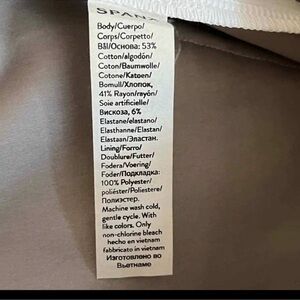 SPANX
Body/Cuerpo/
Corps/Corpetto/
Bål/Основа: 53%
Cotton/algodón/
Coton/Baumwolle/
Cotone/Katoen/
Bomull/Хлопок,
41% Rayon/rayón/
Soie artificielle/
Вискоза, 6%
Elastane/elastano/
Elasthanne/Elastan/
Elastaan/Эластан.
Lining/Forro/
Doublure/Futter/
Fodera/Voering/
Foder/Подкладка:
100% Polyester/
poliéster/Poliestere/
Полиэстер.
Machine wash cold,
gentle cycle. With
like colors. Only
non-chlorine bleach
hecho en vietnam
fabbricato in vietnam
Изготовлено во
Вьетнаме